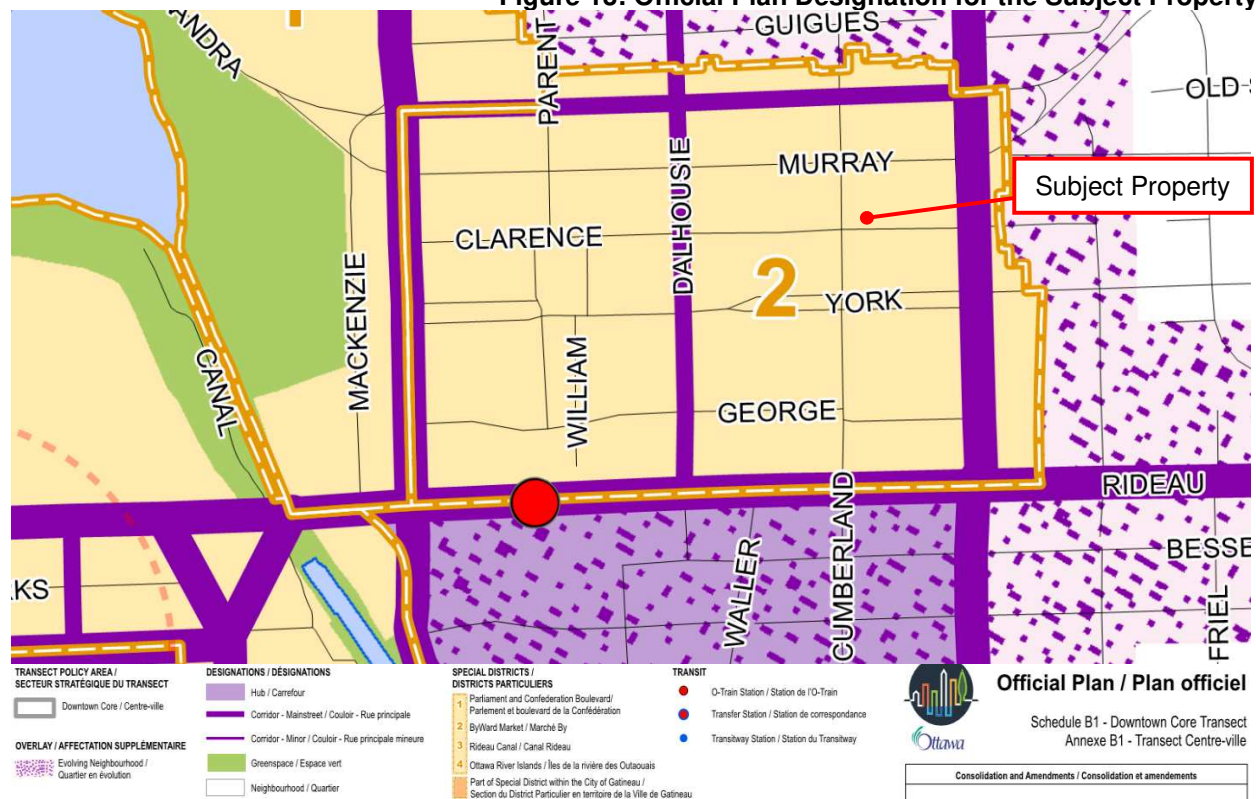 Figure 13: Official Plan Designation for the Subject Property
GUIGUES
PARENT
OLD
MURRAY
Subject Property
DALHOUSIE
CLARENCE
2
YORK
MACKENZIE
CANAL
WILLIAM
GEORGE
CUMBERLAND
RIDEAU
WALLER
BESSE
FRIEL
TRANSECT POLICY AREA /
SECTEUR STRATÉGIQUE DU TRANSECT
Downtown Core / Centre-ville
OVERLAY / AFFECTATION SUPPLÉMENTAIRE
Evolving Neighbourhood /
Quartier en évolution
DESIGNATIONS / DÉSIGNATIONS
Hub / Carrefour
Corridor - Mainstreet / Couloir - Rue principale
Corridor - Minor / Couloir - Rue principale mineure
Greenspace / Espace vert
Neighbourhood / Quartier
SPECIAL DISTRICTS /
DISTRICTS PARTICULIERS
1 Parliament and Confederation Boulevard/
Parlement et boulevard de la Confédération
2 ByWard Market / Marché By
3 Rideau Canal / Canal Rideau
4 Ottawa River Islands / Îles de la rivière des Outaouais
Part of Special District within the City of Gatineau /
Section du District Particulier en territoire de la Ville de Gatineau
TRANSIT
O-Train Station / Station de l'O-Train
Transfer Station / Station de correspondance
Transitway Station / Station du Transitway
Ottawa
Official Plan / Plan officiel
Schedule B1 - Downtown Core Transect
Annexe B1 - Transect Centre-ville
Consolidation and Amendments / Consolidation et amendements